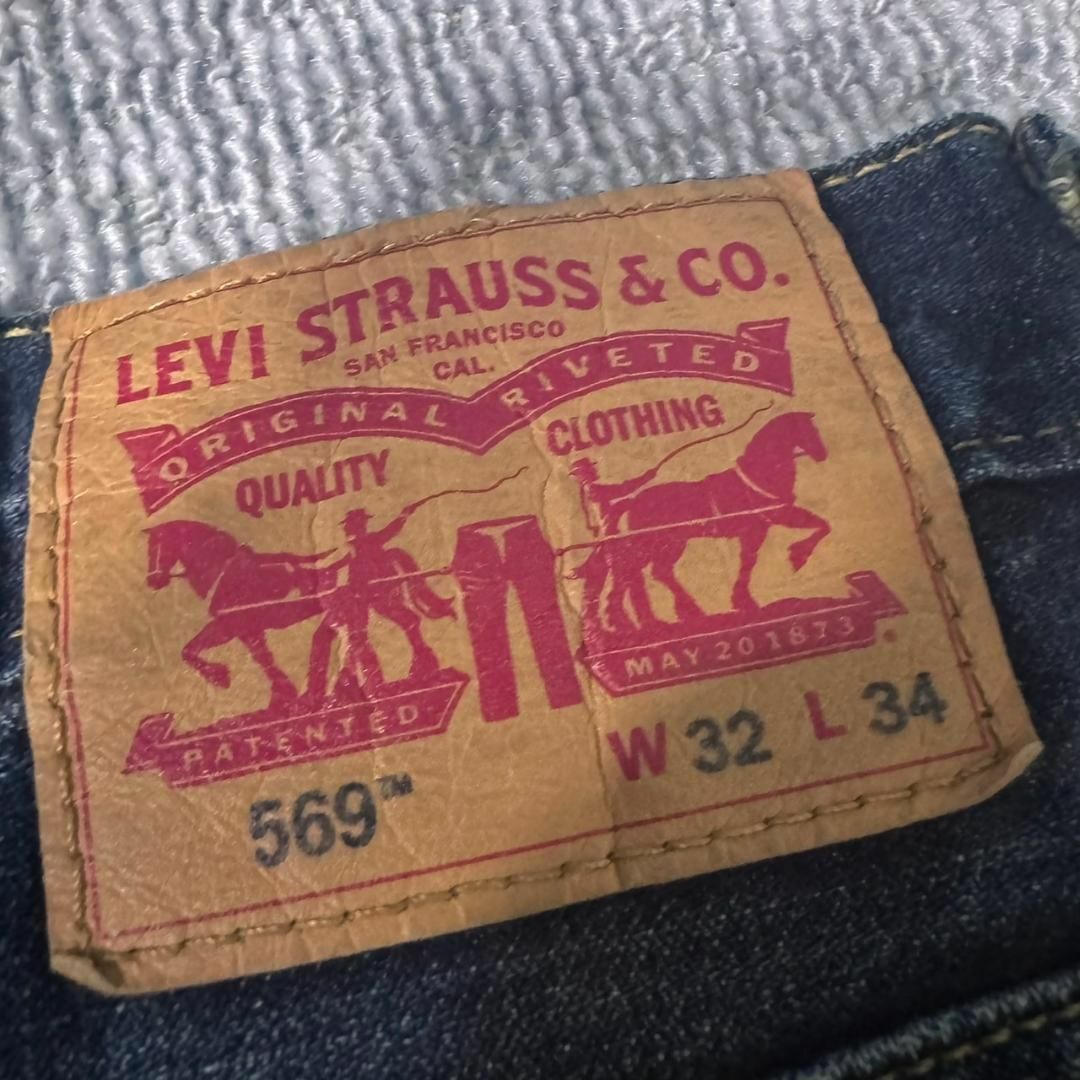 LEVI STRAUSS & CO.
SAN FRANCISCO
CAL.
ORIGINAL RIVETED
QUALITY CLOTHING
PATENTED MAY 20 1873
569™ W 32 L 34